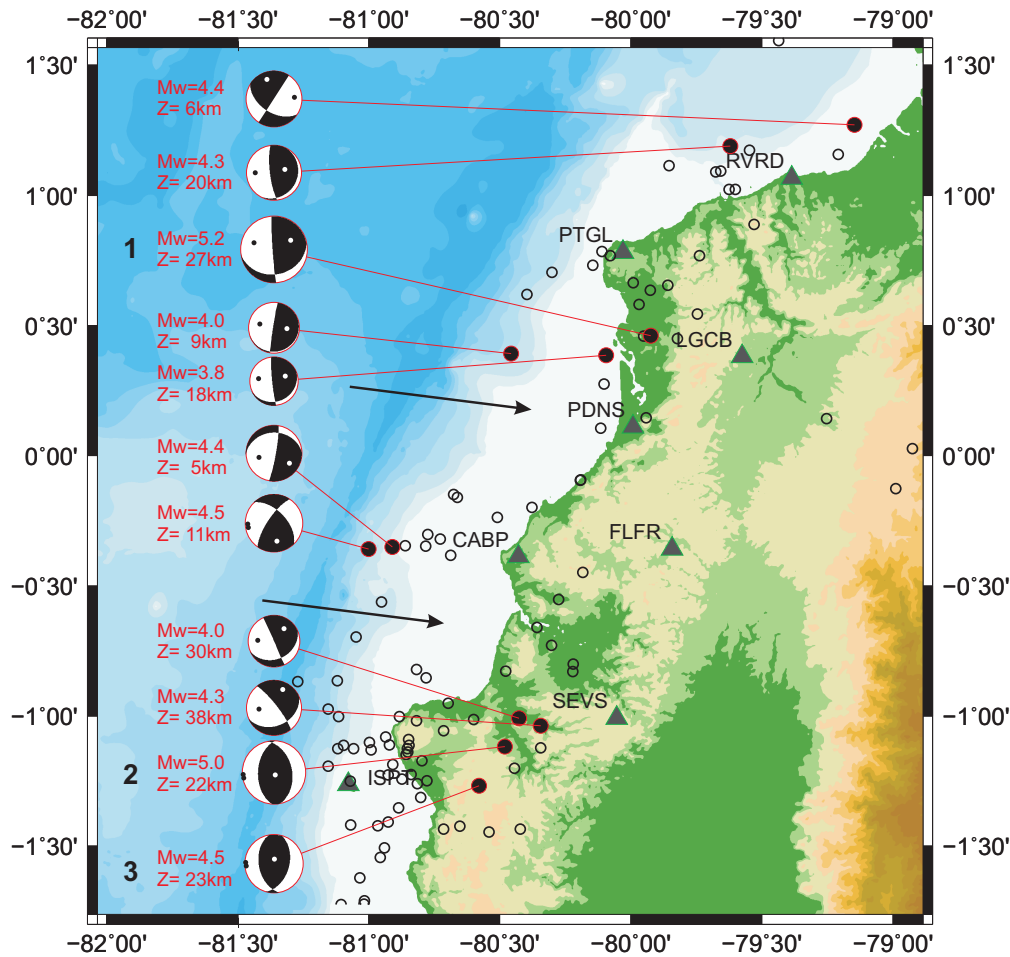 −82˚00' −81˚30' −81˚00' −80˚30' −80˚00' −79˚30' −79˚00'
1˚30' 1˚30'
Mw=4.4
Z= 6km
Mw=4.3
Z= 20km
RVRD
1˚00' 1˚00'
PTGL
1
Mw=5.2
Z= 27km
Mw=4.0
Z= 9km
0˚30' 0˚30'
LGCB
Mw=3.8
Z= 18km
PDNS
Mw=4.4
Z= 5km
0˚00' 0˚00'
Mw=4.5
Z= 11km
FLFR
CABP
−0˚30' −0˚30'
Mw=4.0
Z= 30km
Mw=4.3
Z= 38km
SEVS
−1˚00' −1˚00'
2
Mw=5.0
Z= 22km
ISPT
−1˚30' −1˚30'
3
Mw=4.5
Z= 23km
−82˚00' −81˚30' −81˚00' −80˚30' −80˚00' −79˚30' −79˚00'